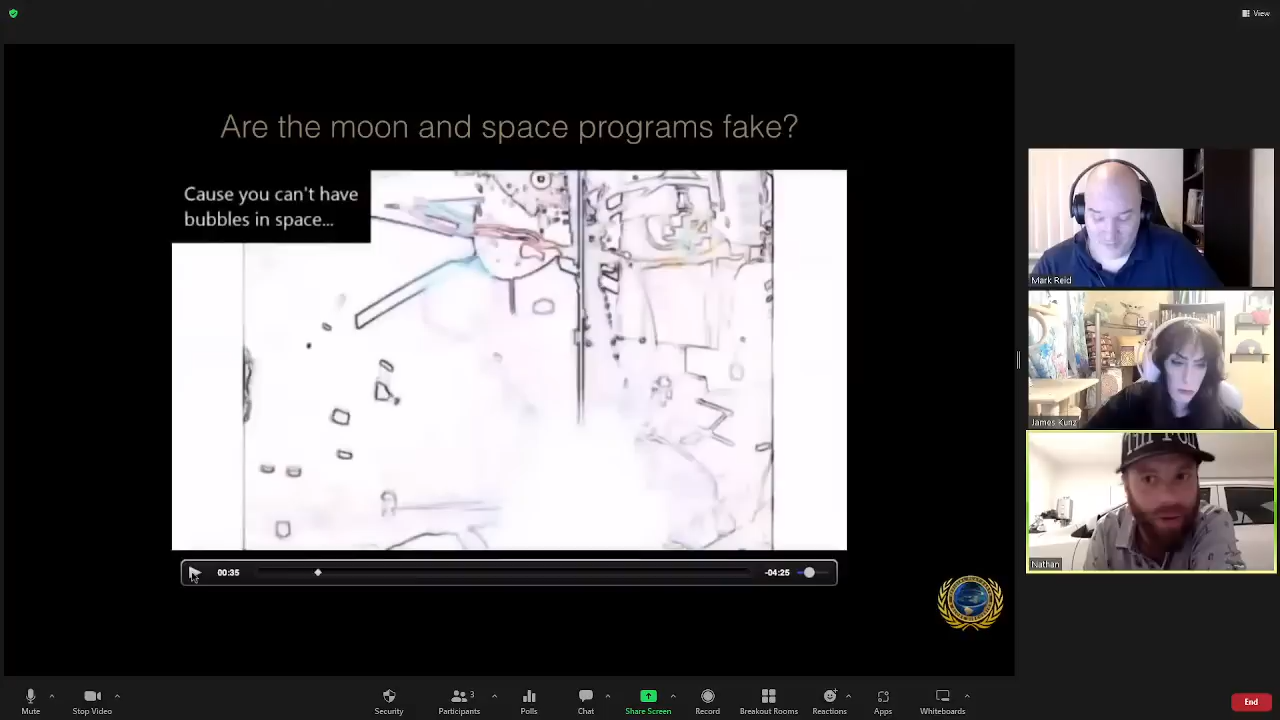 View
Are the moon and space programs fake?
Cause you can't have
bubbles in space...
Mark Reid
James Kunz
Nathan
00:35
-04:25
Mute
Stop Video
Security
Participants
3
Polls
Chat
Share Screen
Record
Breakout Rooms
Reactions
Apps
Whiteboards
End